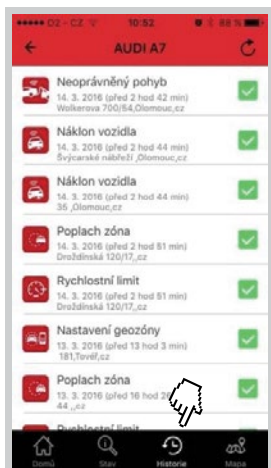 O2 - CZ 10:52 88 %
AUDI A7
Neoprávněný pohyb
14. 3. 2016 (před 2 hod 42 min)
Wolkerova 700/54,Olomouc,cz
Náklon vozidla
14. 3. 2016 (před 2 hod 44 min)
Švýcarské nábřeží ,Olomouc,cz
Náklon vozidla
14. 3. 2016 (před 2 hod 44 min)
35 ,Olomouc,cz
Poplach zóna
14. 3. 2016 (před 2 hod 51 min)
Droždínská 120/17,,cz
Rychlostní limit
14. 3. 2016 (před 2 hod 51 min)
Droždínská 120/17,,cz
Nastavení geozóny
13. 3. 2016 (před 13 hod 3 min)
181,Tovéř,cz
Poplach zóna
13. 3. 2016 (před 16 hod
44 ,,cz
Rychlostní limit
Domů Stav Historie Mapa